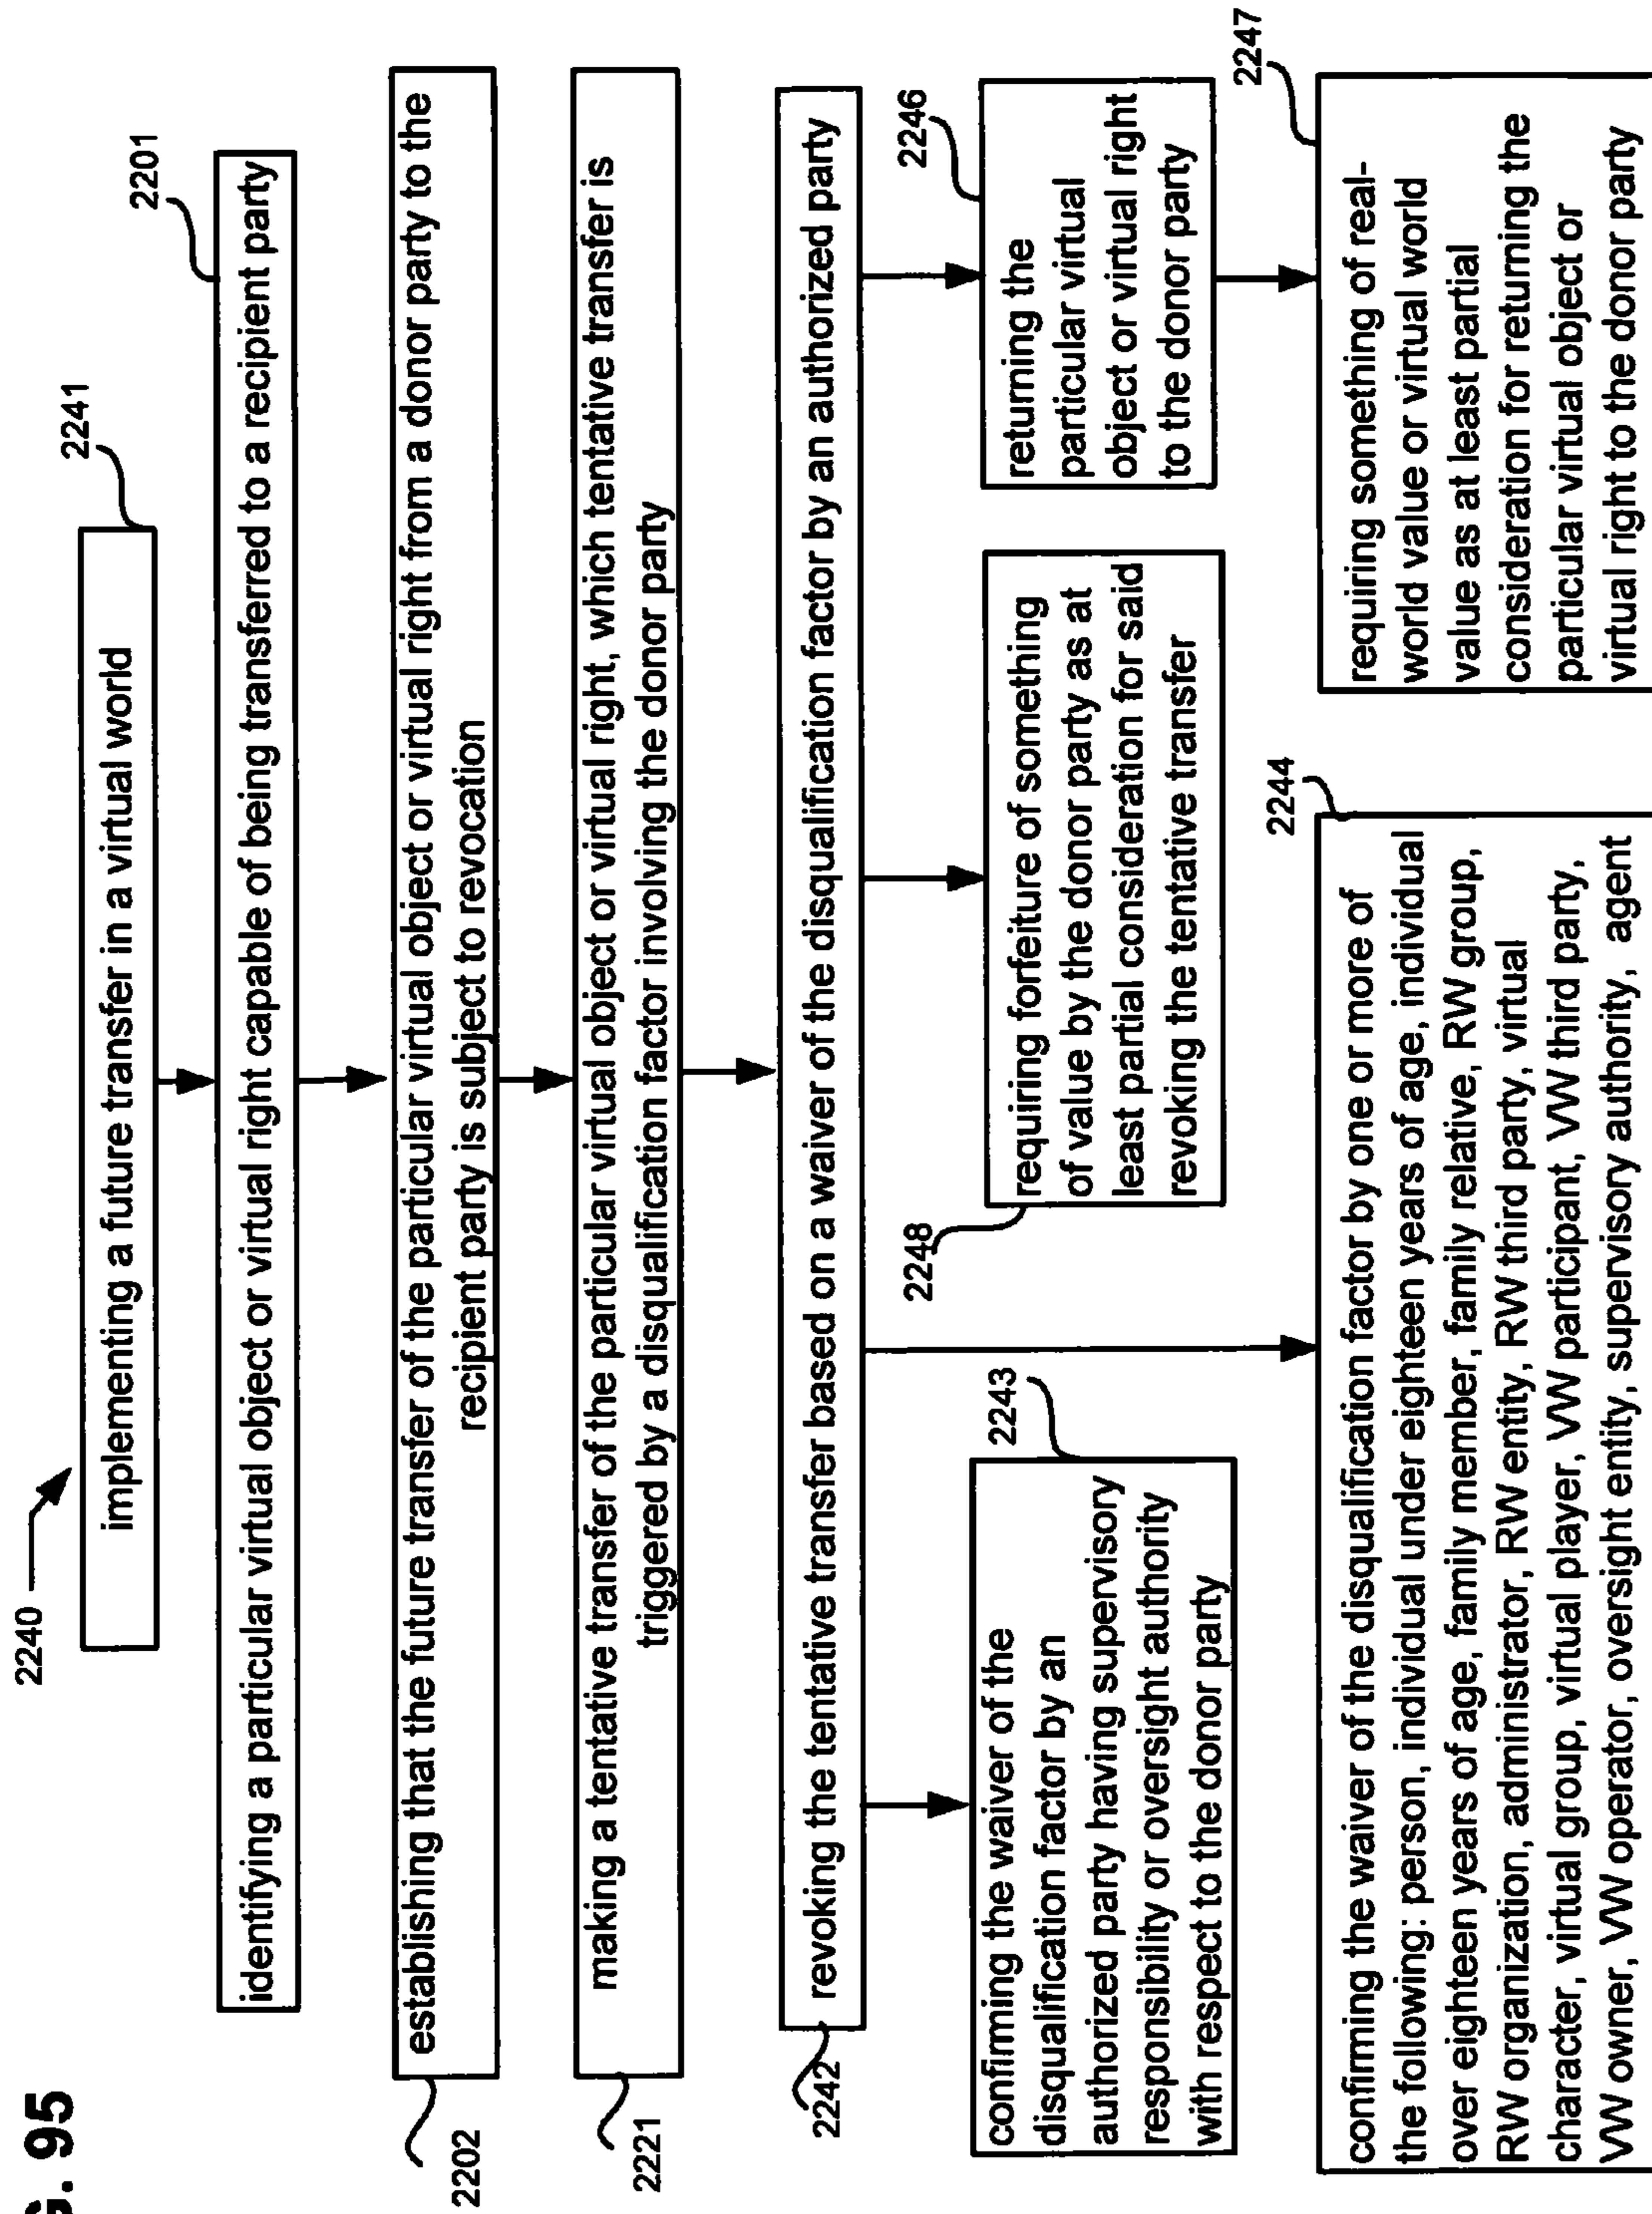 G. 95
2240
2241
implementing a future transfer in a virtual world
2201
identifying a particular virtual object or virtual right capable of being transferred to a recipient party
2202
establishing that the future transfer of the particular virtual object or virtual right from a donor party to the
recipient party is subject to revocation
2221
making a tentative transfer of the particular virtual object or virtual right, which tentative transfer is
triggered by a disqualification factor involving the donor party
2242
revoking the tentative transfer based on a waiver of the disqualification factor by an authorized party
2243
confirming the waiver of the
disqualification factor by an
authorized party having supervisory
responsibility or oversight authority
with respect to the donor party
2248
requiring forfeiture of something
of value by the donor party as at
least partial consideration for said
revoking the tentative transfer
2246
returning the
particular virtual
object or virtual right
to the donor party
2244
confirming the waiver of the disqualification factor by one or more of
the following: person, individual under eighteen years of age, individual
over eighteen years of age, family member, family relative, RW group,
RW organization, administrator, RW entity, RW third party, virtual
character, virtual group, virtual player, VW participant, VW third party,
VW owner, VW operator, oversight entity, supervisory authority, agent
2247
requiring something of real-
world value or virtual world
value as at least partial
consideration for returning the
particular virtual object or
virtual right to the donor party